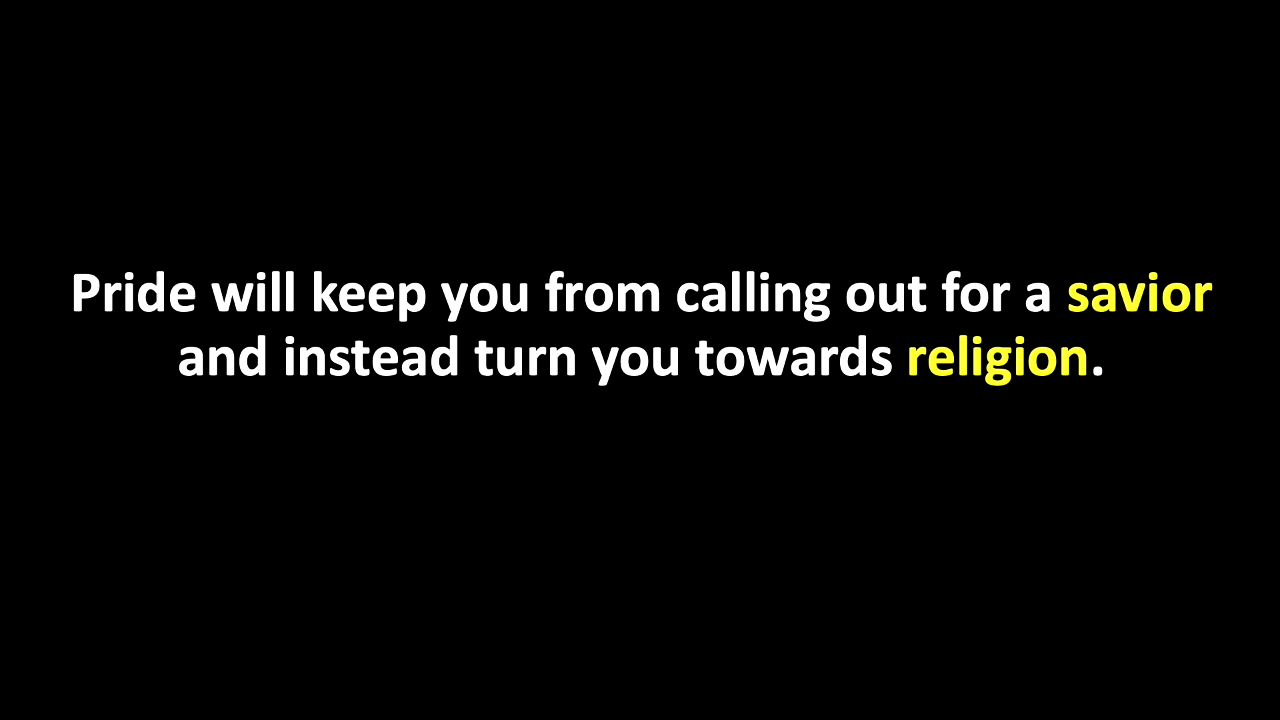 Pride will keep you from calling out for a savior
and instead turn you towards religion.